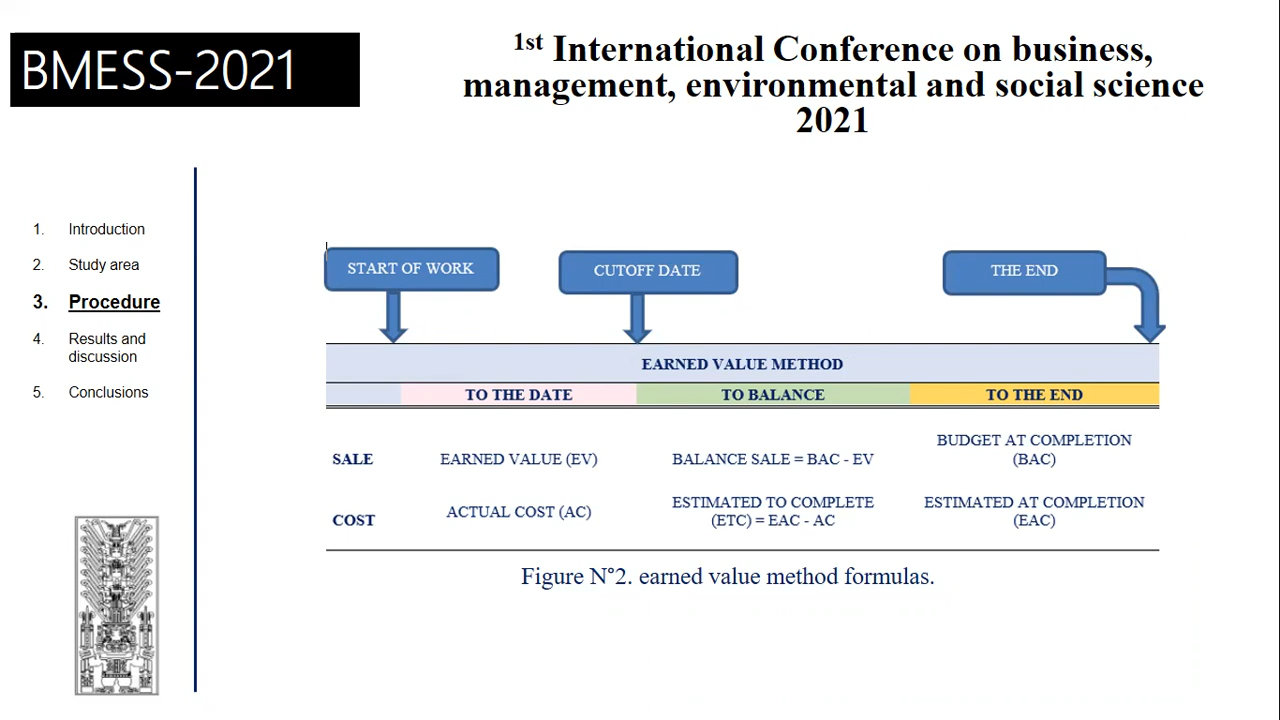 BMESS-2021
1st International Conference on business,
management, environmental and social science
2021
1. Introduction
2. Study area
3. Procedure
4. Results and
discussion
5. Conclusions
START OF WORK
CUTOFF DATE
THE END
EARNED VALUE METHOD
TO THE DATE
TO BALANCE
TO THE END
SALE
EARNED VALUE (EV)
BALANCE SALE = BAC - EV
BUDGET AT COMPLETION
(BAC)
COST
ACTUAL COST (AC)
ESTIMATED TO COMPLETE
(ETC) = EAC - AC
ESTIMATED AT COMPLETION
(EAC)
Figure N°2. earned value method formulas.